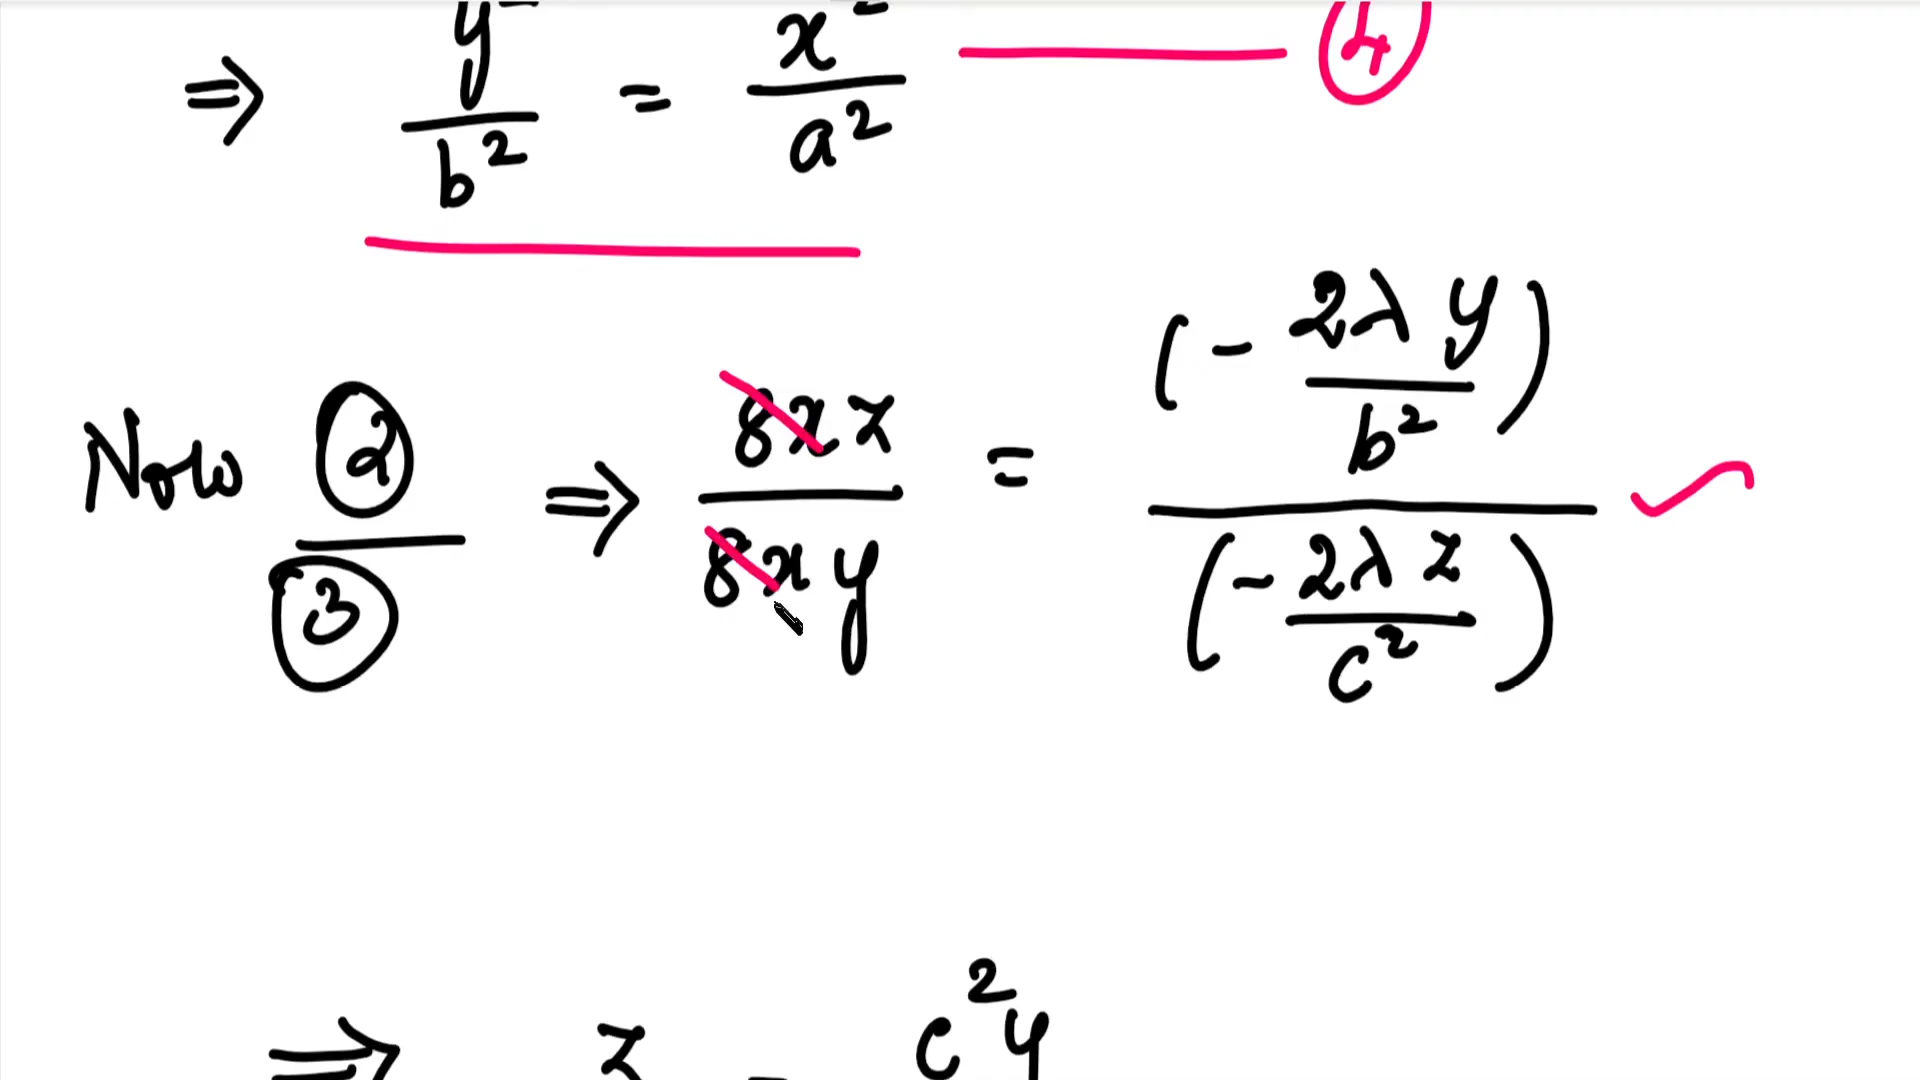 ⇒ y²/b² = x²/a² ——— ④
Now ②/③ ⇒ 8xz/8xy = (-2λy/b²)/(-2λz/c²)
⇒ z = c²y